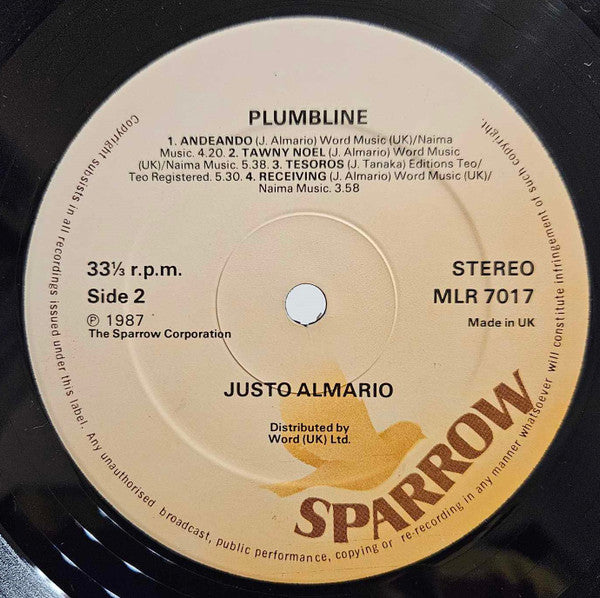 PLUMBLINE
1. ANDEANDO (J. Almario) Word Music (UK)/Naima
Music. 4.20. 2. TAWNY NOEL (J. Almario) Word Music
(UK)/Naima Music. 5.38. 3. TESOROS (J. Tanaka) Editions Teo/
Teo Registered. 5.30. 4. RECEIVING (J. Almario) Word Music (UK)/
Naima Music. 3.58
33⅓ r.p.m.
Side 2
℗ 1987
The Sparrow Corporation
STEREO
MLR 7017
Made in UK
JUSTO ALMARIO
Distributed by
Word (UK) Ltd.
SPARROW
Copyright subsists in all recordings issued under this label. Any unauthorised broadcast, public performance, copying or re-recording in any manner whatsoever will constitute infringement of such copyright.